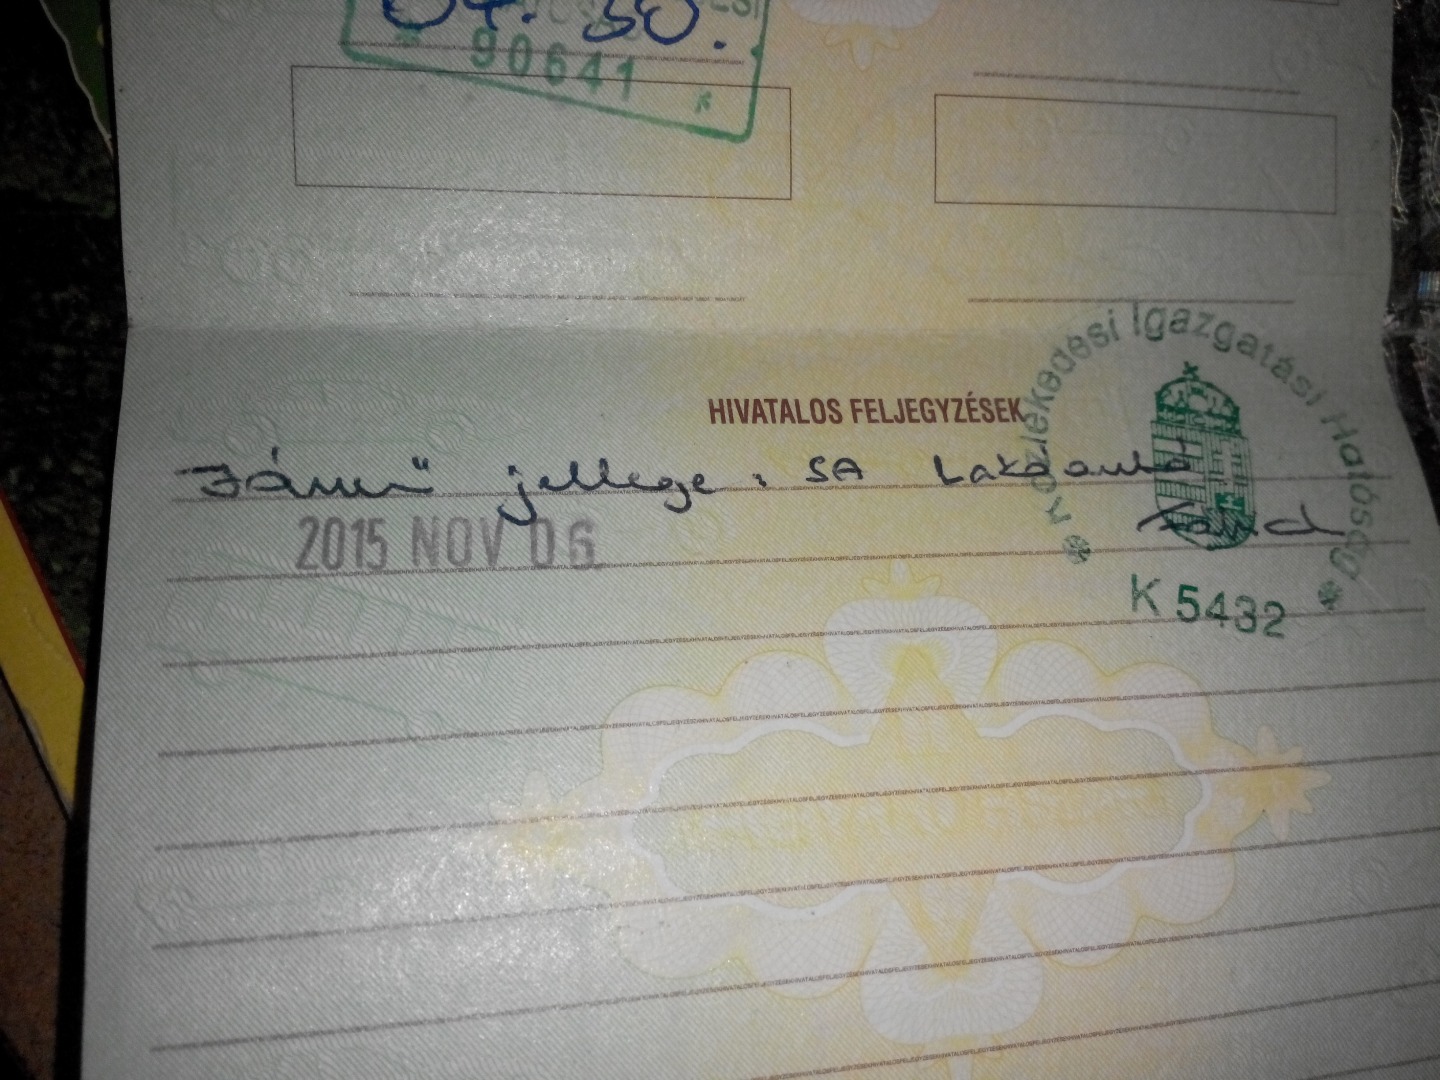 90641
HIVATALOS FELJEGYZÉSEK
Közlekedési Igazgatási Hatóság
Jármű jellege: SA Lakóautó
2015 NOV 06
K 5432